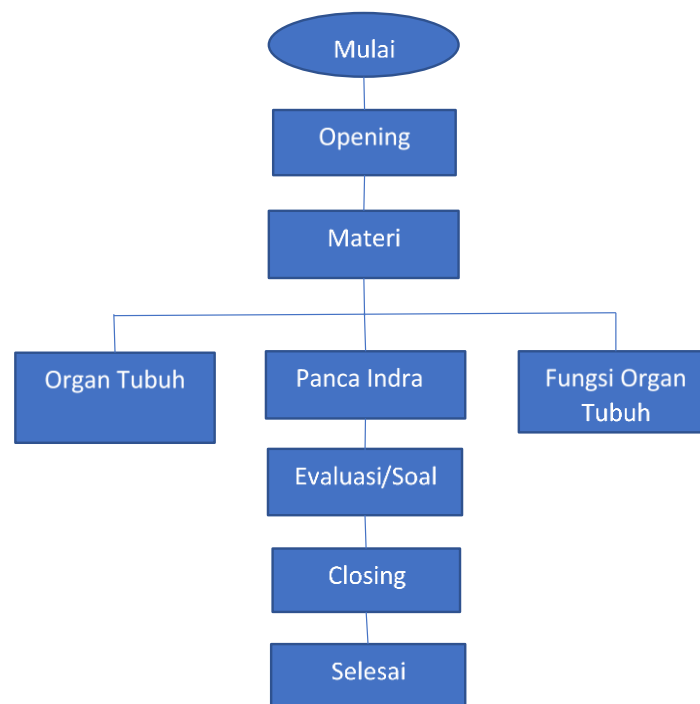 Mulai
Opening
Materi
Organ Tubuh
Panca Indra
Fungsi Organ
Tubuh
Evaluasi/Soal
Closing
Selesai